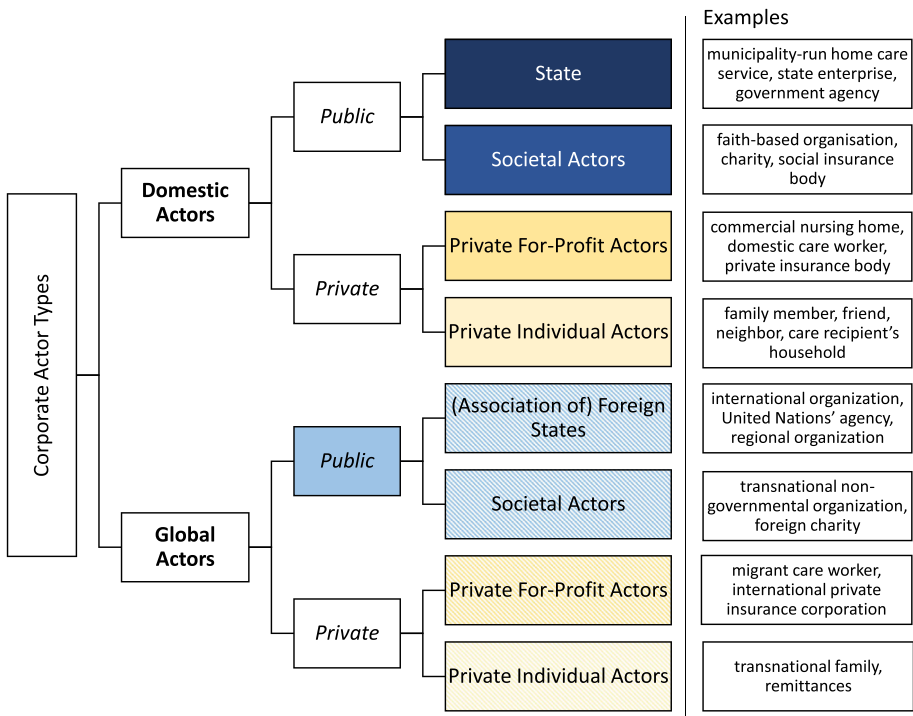 Examples
Corporate Actor Types
Domestic
Actors
Public
State
municipality-run home care
service, state enterprise,
government agency
Societal Actors
faith-based organisation,
charity, social insurance
body
Private
Private For-Profit Actors
commercial nursing home,
domestic care worker,
private insurance body
Private Individual Actors
family member, friend,
neighbor, care recipient's
household
Global
Actors
Public
(Association of) Foreign
States
international organization,
United Nations' agency,
regional organization
Societal Actors
transnational non-
governmental organization,
foreign charity
Private
Private For-Profit Actors
migrant care worker,
international private
insurance corporation
Private Individual Actors
transnational family,
remittances